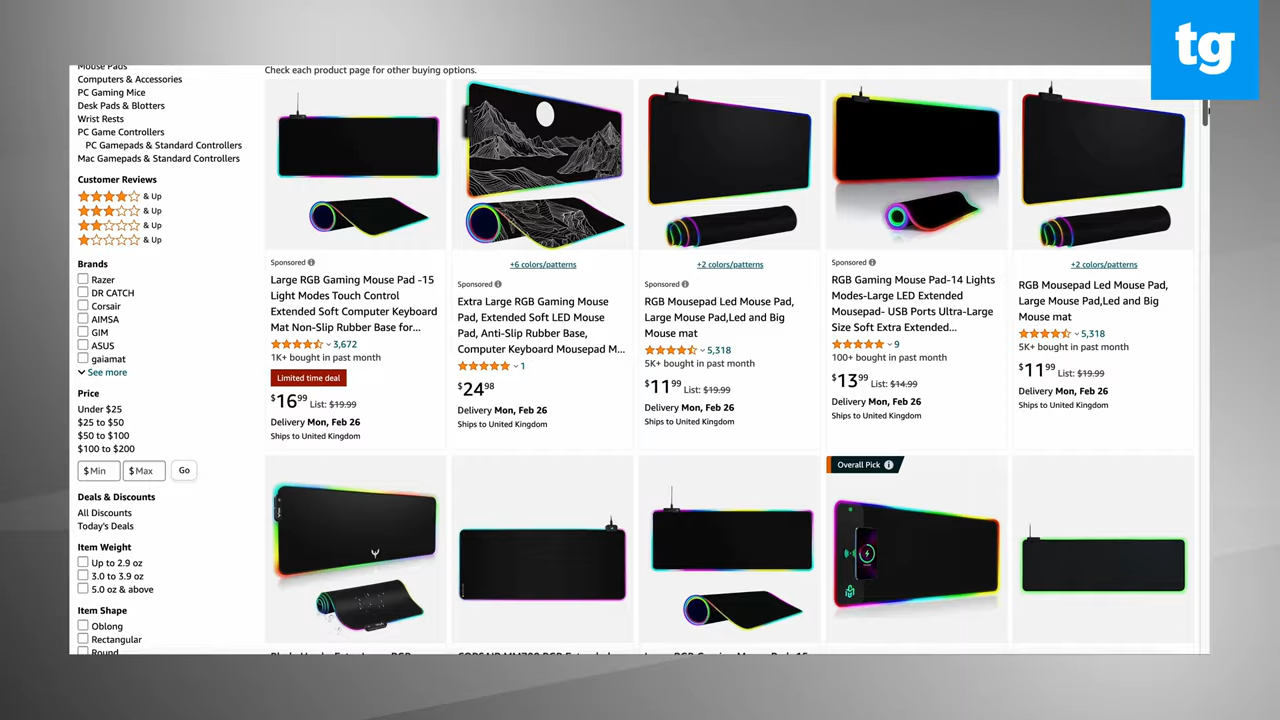 tg
Mouse Pads
Computers & Accessories
PC Gaming Mice
Desk Pads & Blotters
Wrist Rests
PC Game Controllers
PC Gamepads & Standard Controllers
Mac Gamepads & Standard Controllers
Customer Reviews
& Up
& Up
& Up
& Up
Brands
Razer
DR CATCH
Corsair
AIMSA
GIM
ASUS
gaiamat
See more
Price
Under $25
$25 to $50
$50 to $100
$100 to $200
$ Min
$ Max
Go
Deals & Discounts
All Discounts
Today's Deals
Item Weight
Up to 2.9 oz
3.0 to 3.9 oz
5.0 oz & above
Item Shape
Oblong
Rectangular
Round
Check each product page for other buying options.
Sponsored
Large RGB Gaming Mouse Pad -15
Light Modes Touch Control
Extended Soft Computer Keyboard
Mat Non-Slip Rubber Base for...
3,672
1K+ bought in past month
Limited time deal
$16.99 List: $19.99
Delivery Mon, Feb 26
Ships to United Kingdom
+6 colors/patterns
Sponsored
Extra Large RGB Gaming Mouse
Pad, Extended Soft LED Mouse
Pad, Anti-Slip Rubber Base,
Computer Keyboard Mousepad M...
1
$24.98
Delivery Mon, Feb 26
Ships to United Kingdom
+2 colors/patterns
Sponsored
RGB Mousepad Led Mouse Pad,
Large Mouse Pad,Led and Big
Mouse mat
5,318
5K+ bought in past month
$11.99 List: $19.99
Delivery Mon, Feb 26
Ships to United Kingdom
Sponsored
RGB Gaming Mouse Pad-14 Lights
Modes-Large LED Extended
Mousepad- USB Ports Ultra-Large
Size Soft Extra Extended...
9
100+ bought in past month
$13.99 List: $14.99
Delivery Mon, Feb 26
Ships to United Kingdom
+2 colors/patterns
RGB Mousepad Led Mouse Pad,
Large Mouse Pad,Led and Big
Mouse mat
5,318
5K+ bought in past month
$11.99 List: $19.99
Delivery Mon, Feb 26
Ships to United Kingdom
Overall Pick